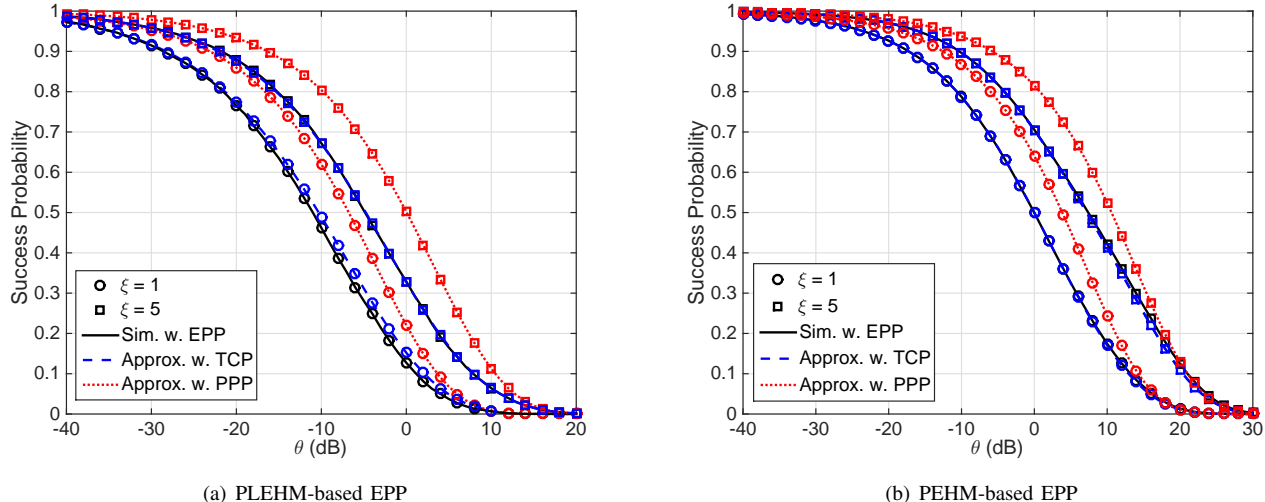 1
0.9
0.8
0.7
0.6
0.5
0.4
0.3
0.2
0.1
0
Success Probability
ξ = 1
ξ = 5
Sim. w. EPP
Approx. w. TCP
Approx. w. PPP
-40 -30 -20 -10 0 10 20
θ (dB)
(a) PLEHM-based EPP
1
0.9
0.8
0.7
0.6
0.5
0.4
0.3
0.2
0.1
0
Success Probability
ξ = 1
ξ = 5
Sim. w. EPP
Approx. w. TCP
Approx. w. PPP
-40 -30 -20 -10 0 10 20 30
θ (dB)
(b) PEHM-based EPP